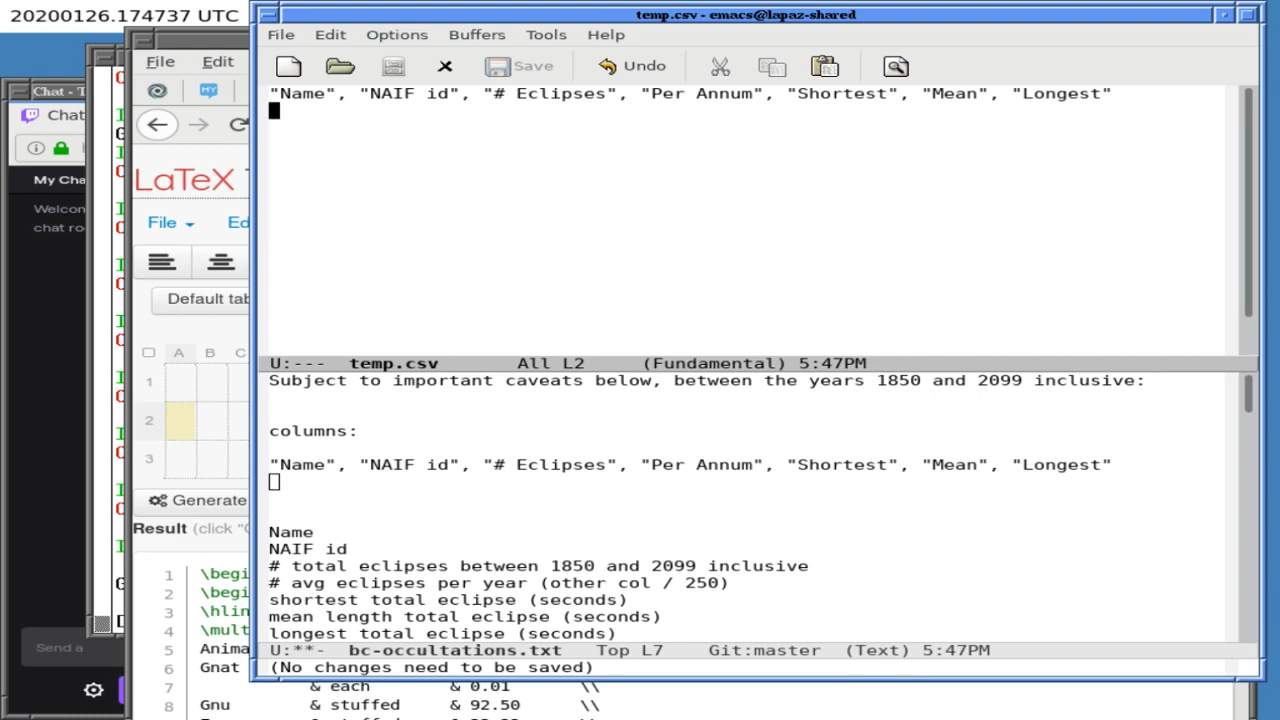 20200126.174737 UTC
temp.csv - emacs@lapaz-shared
File Edit Options Buffers Tools Help
Save Undo
"Name", "NAIF id", "# Eclipses", "Per Annum", "Shortest", "Mean", "Longest"
U:--- temp.csv All L2 (Fundamental) 5:47PM
Subject to important caveats below, between the years 1850 and 2099 inclusive:
columns:
"Name", "NAIF id", "# Eclipses", "Per Annum", "Shortest", "Mean", "Longest"
Name
NAIF id
# total eclipses between 1850 and 2099 inclusive
# avg eclipses per year (other col / 250)
shortest total eclipse (seconds)
mean length total eclipse (seconds)
longest total eclipse (seconds)
U:**- bc-occultations.txt Top L7 Git:master (Text) 5:47PM
(No changes need to be saved)
File Edit
MY
LaTeX
File Ed
Default tab
A B C
1
2
3
Generate
Result (click "
1 \begi
2 \begi
3 \hlin
4 \mult
5 Anima
6 Gnat
7 & each & 0.01 \\
8 Gnu & stuffed & 92.50 \\
Chat - T
Chat
My Cha
Welcon
chat ro
Send a